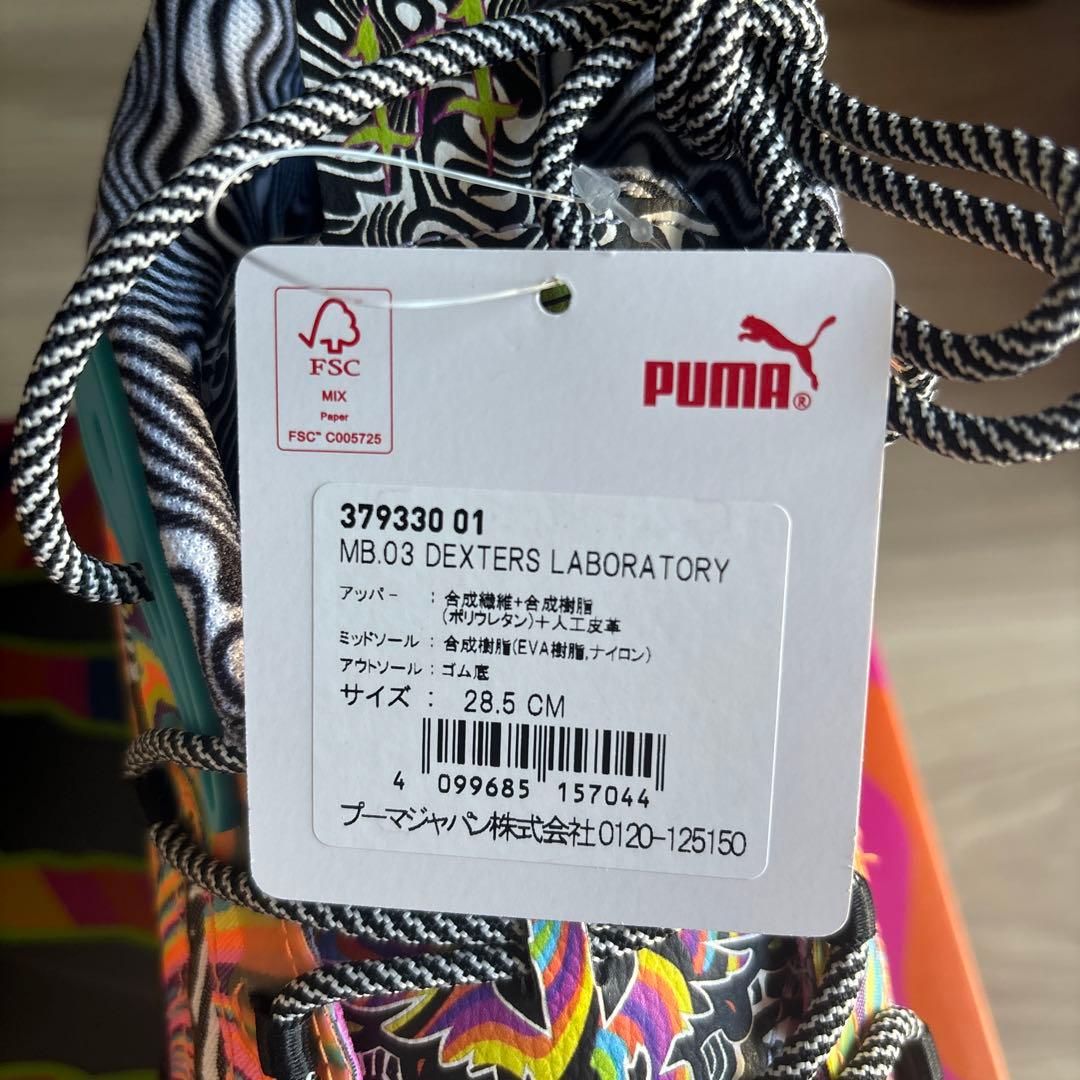 FSC
MIX
Paper
FSC™ C005725
PUMA®
379330 01
MB.03 DEXTERS LABORATORY
アッパー : 合成繊維+合成樹脂
(ポリウレタン)+人工皮革
ミッドソール : 合成樹脂(EVA樹脂,ナイロン)
アウトソール : ゴム底
サイズ : 28.5 CM
4 099685 157044
プーマジャパン株式会社0120-125150